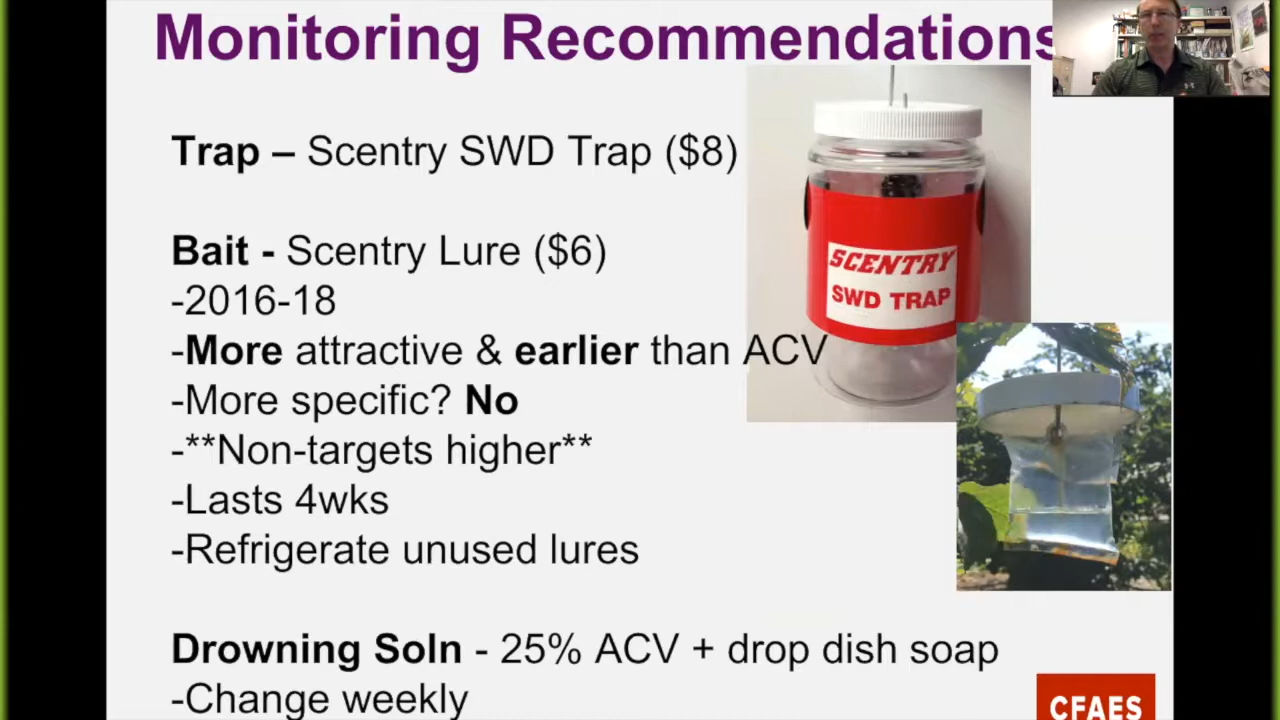 Monitoring Recommendations
Trap – Scentry SWD Trap ($8)
SCENTRY
SWD TRAP
Bait - Scentry Lure ($6)
-2016-18
-More attractive & earlier than ACV
-More specific? No
-**Non-targets higher**
-Lasts 4wks
-Refrigerate unused lures
Drowning Soln - 25% ACV + drop dish soap
-Change weekly
CFAES